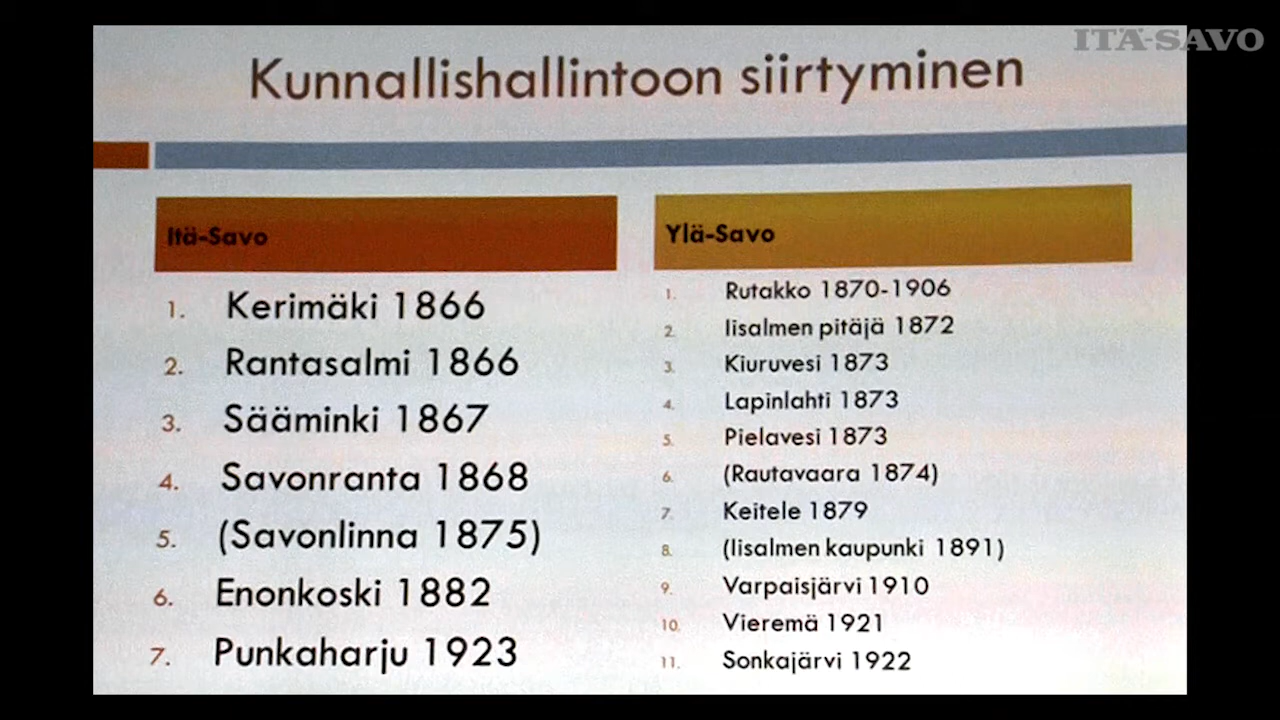 ITÄ-SAVO
Kunnallishallintoon siirtyminen
Itä-Savo
1. Kerimäki 1866
2. Rantasalmi 1866
3. Sääminki 1867
4. Savonranta 1868
5. (Savonlinna 1875)
6. Enonkoski 1882
7. Punkaharju 1923
Ylä-Savo
1. Rutakko 1870-1906
2. Iisalmen pitäjä 1872
3. Kiuruvesi 1873
4. Lapinlahti 1873
5. Pielavesi 1873
6. (Rautavaara 1874)
7. Keitele 1879
8. (Iisalmen kaupunki 1891)
9. Varpaisjärvi 1910
10. Vieremä 1921
11. Sonkajärvi 1922